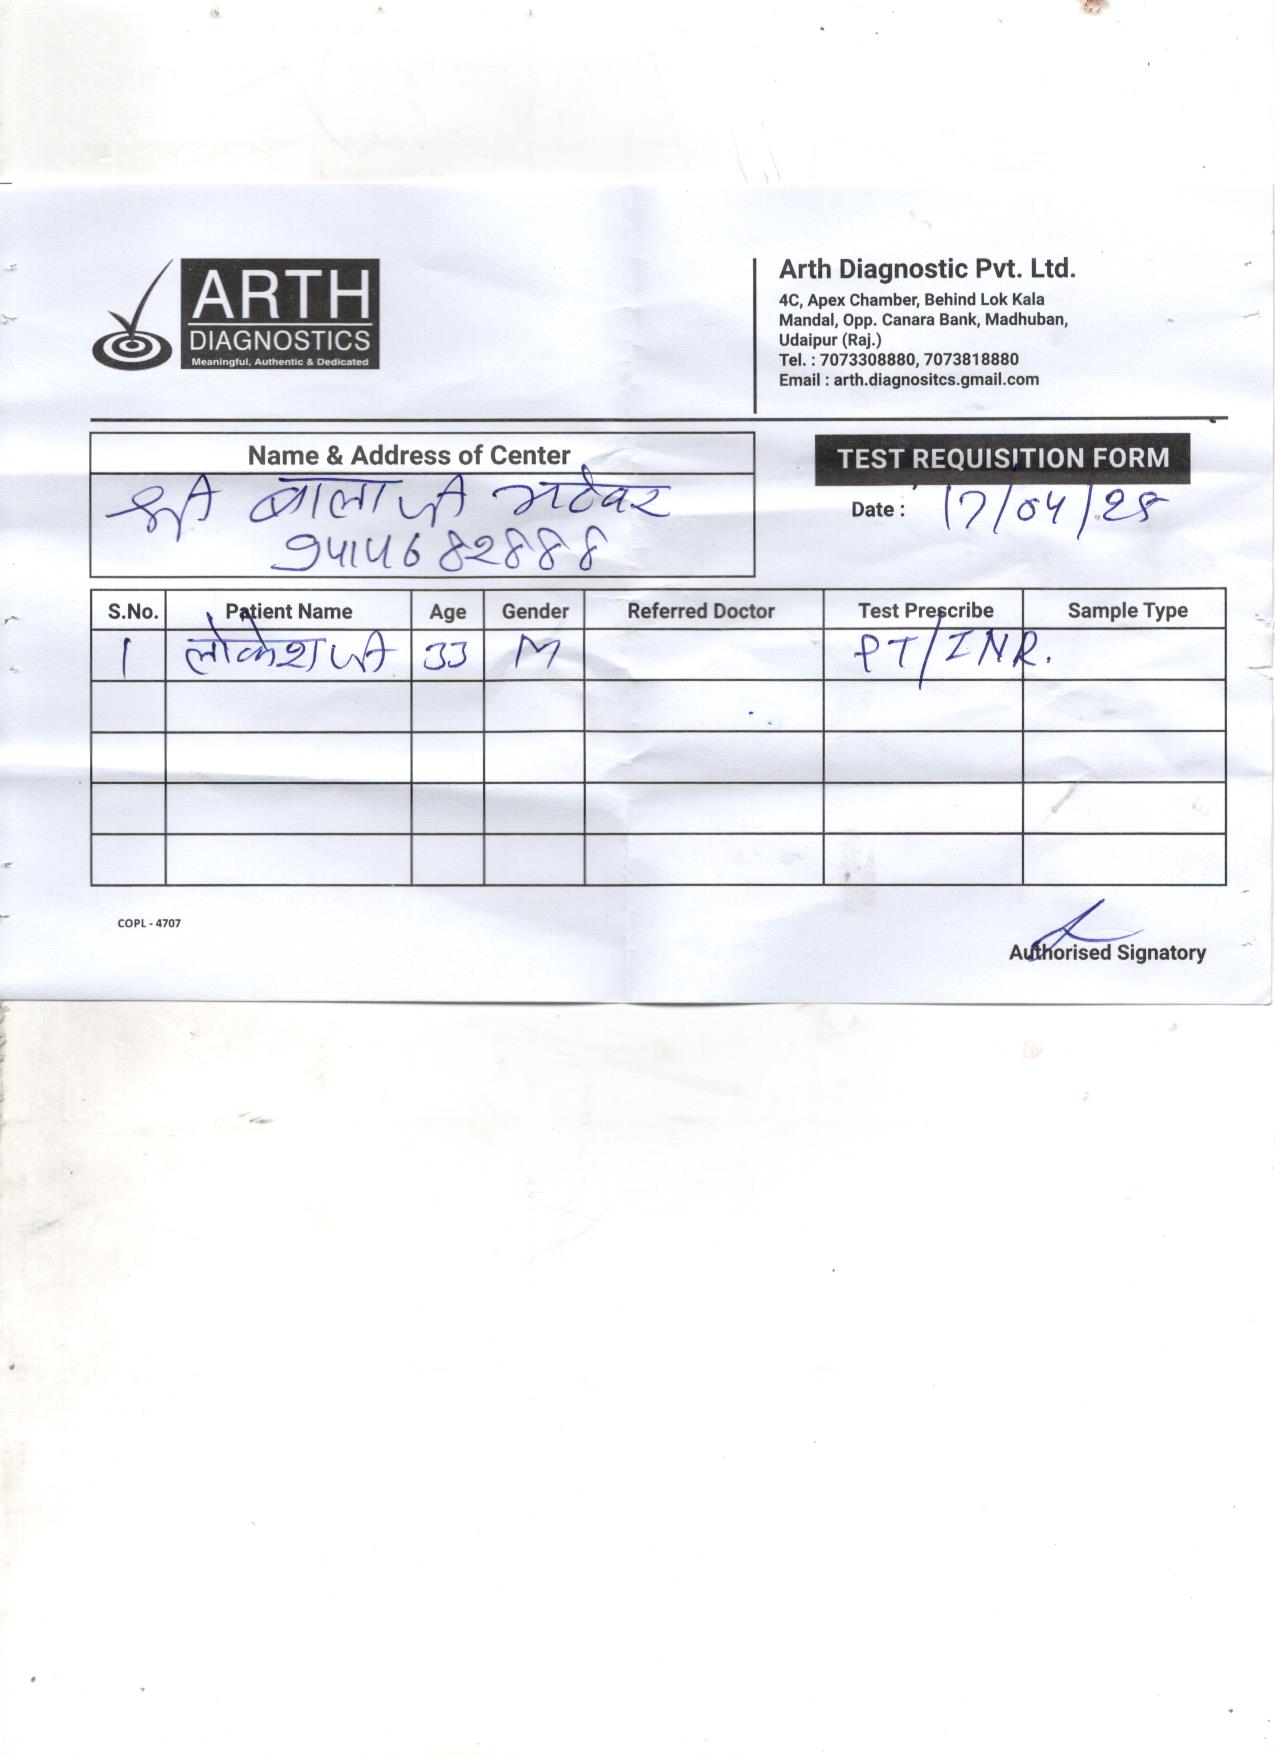 ARTH
DIAGNOSTICS
Meaningful, Authentic & Dedicated
Arth Diagnostic Pvt. Ltd.
4C, Apex Chamber, Behind Lok Kala
Mandal, Opp. Canara Bank, Madhuban,
Udaipur (Raj.)
Tel. : 7073308880, 7073818880
Email : arth.diagnositcs.gmail.com
Name & Address of Center
श्री बालाजी भटेवर
9414682888
TEST REQUISITION FORM
Date : 17/04/25
S.No. Patient Name Age Gender Referred Doctor Test Prescribe Sample Type
1 लोकेश जी 33 M PT/INR.
COPL - 4707
Authorised Signatory